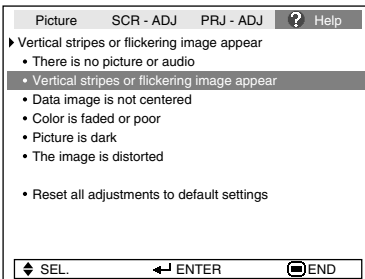 Picture SCR - ADJ PRJ - ADJ ? Help
Vertical stripes or flickering image appear
• There is no picture or audio
• Vertical stripes or flickering image appear
• Data image is not centered
• Color is faded or poor
• Picture is dark
• The image is distorted
• Reset all adjustments to default settings
SEL. ENTER END